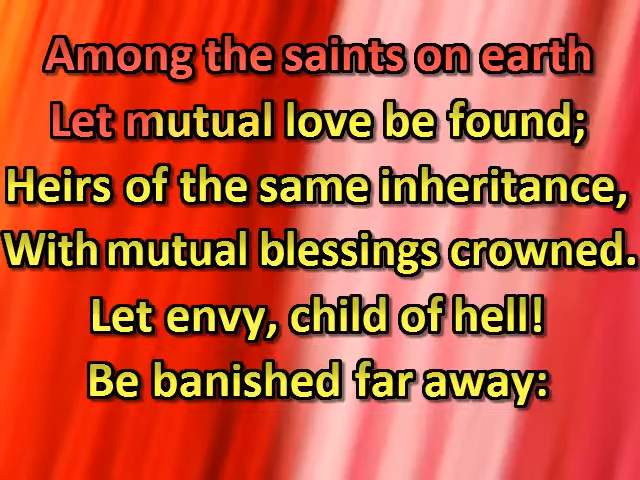 Among the saints on earth
Let mutual love be found;
Heirs of the same inheritance,
With mutual blessings crowned.
Let envy, child of hell!
Be banished far away: